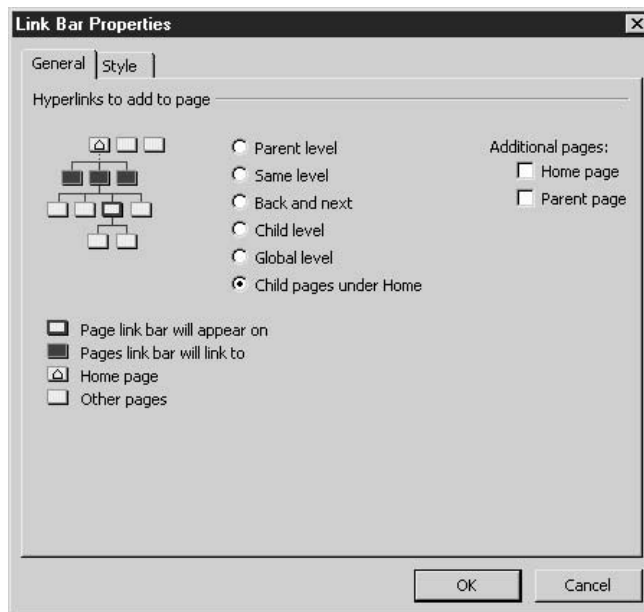 Link Bar Properties
General
Style
Hyperlinks to add to page
Parent level
Same level
Back and next
Child level
Global level
Child pages under Home
Additional pages:
Home page
Parent page
Page link bar will appear on
Pages link bar will link to
Home page
Other pages
OK
Cancel